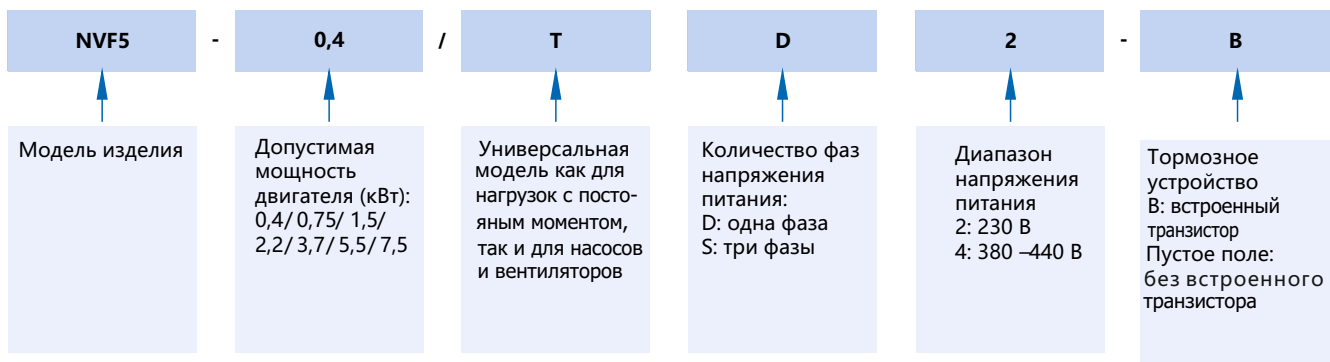 NVF5 - 0,4 / T D 2 - B
Модель изделия
Допустимая
мощность
двигателя (кВт):
0,4/ 0,75/ 1,5/
2,2/ 3,7/ 5,5/ 7,5
Универсальная
модель как для
нагрузок с посто-
яным моментом,
так и для насосов
и вентиляторов
Количество фаз
напряжения
питания:
D: одна фаза
S: три фазы
Диапазон
напряжения
питания
2: 230 В
4: 380 –440 В
Тормозное
устройство
B: встроенный
транзистор
Пустое поле:
без встроенного
транзистора